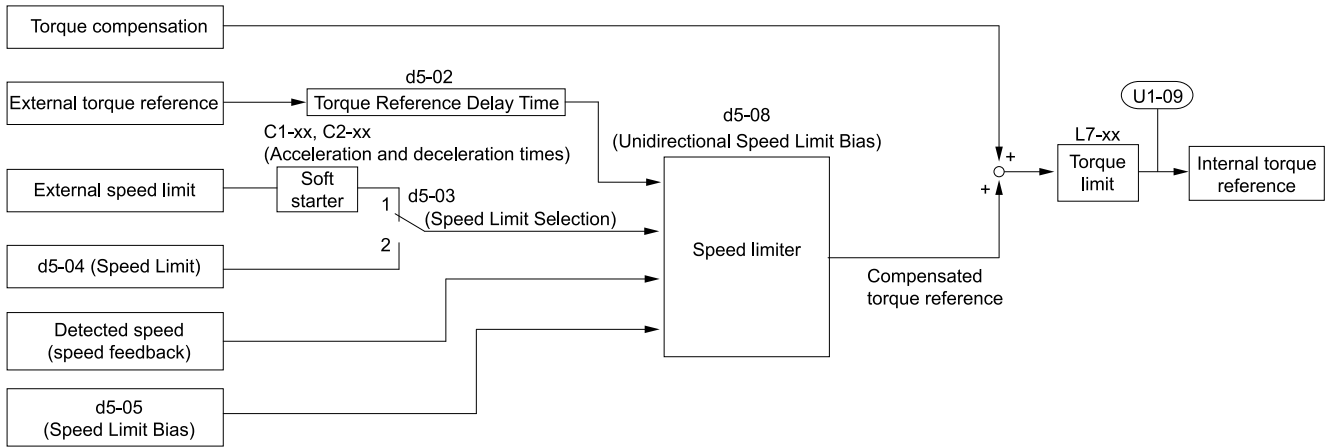 Torque compensation
External torque reference
d5-02
Torque Reference Delay Time
C1-xx, C2-xx
(Acceleration and deceleration times)
External speed limit
Soft
starter
1
d5-03
(Speed Limit Selection)
2
d5-04 (Speed Limit)
Detected speed
(speed feedback)
d5-05
(Speed Limit Bias)
d5-08
(Unidirectional Speed Limit Bias)
Speed limiter
Compensated
torque reference
+
+
L7-xx
Torque
limit
U1-09
Internal torque
reference